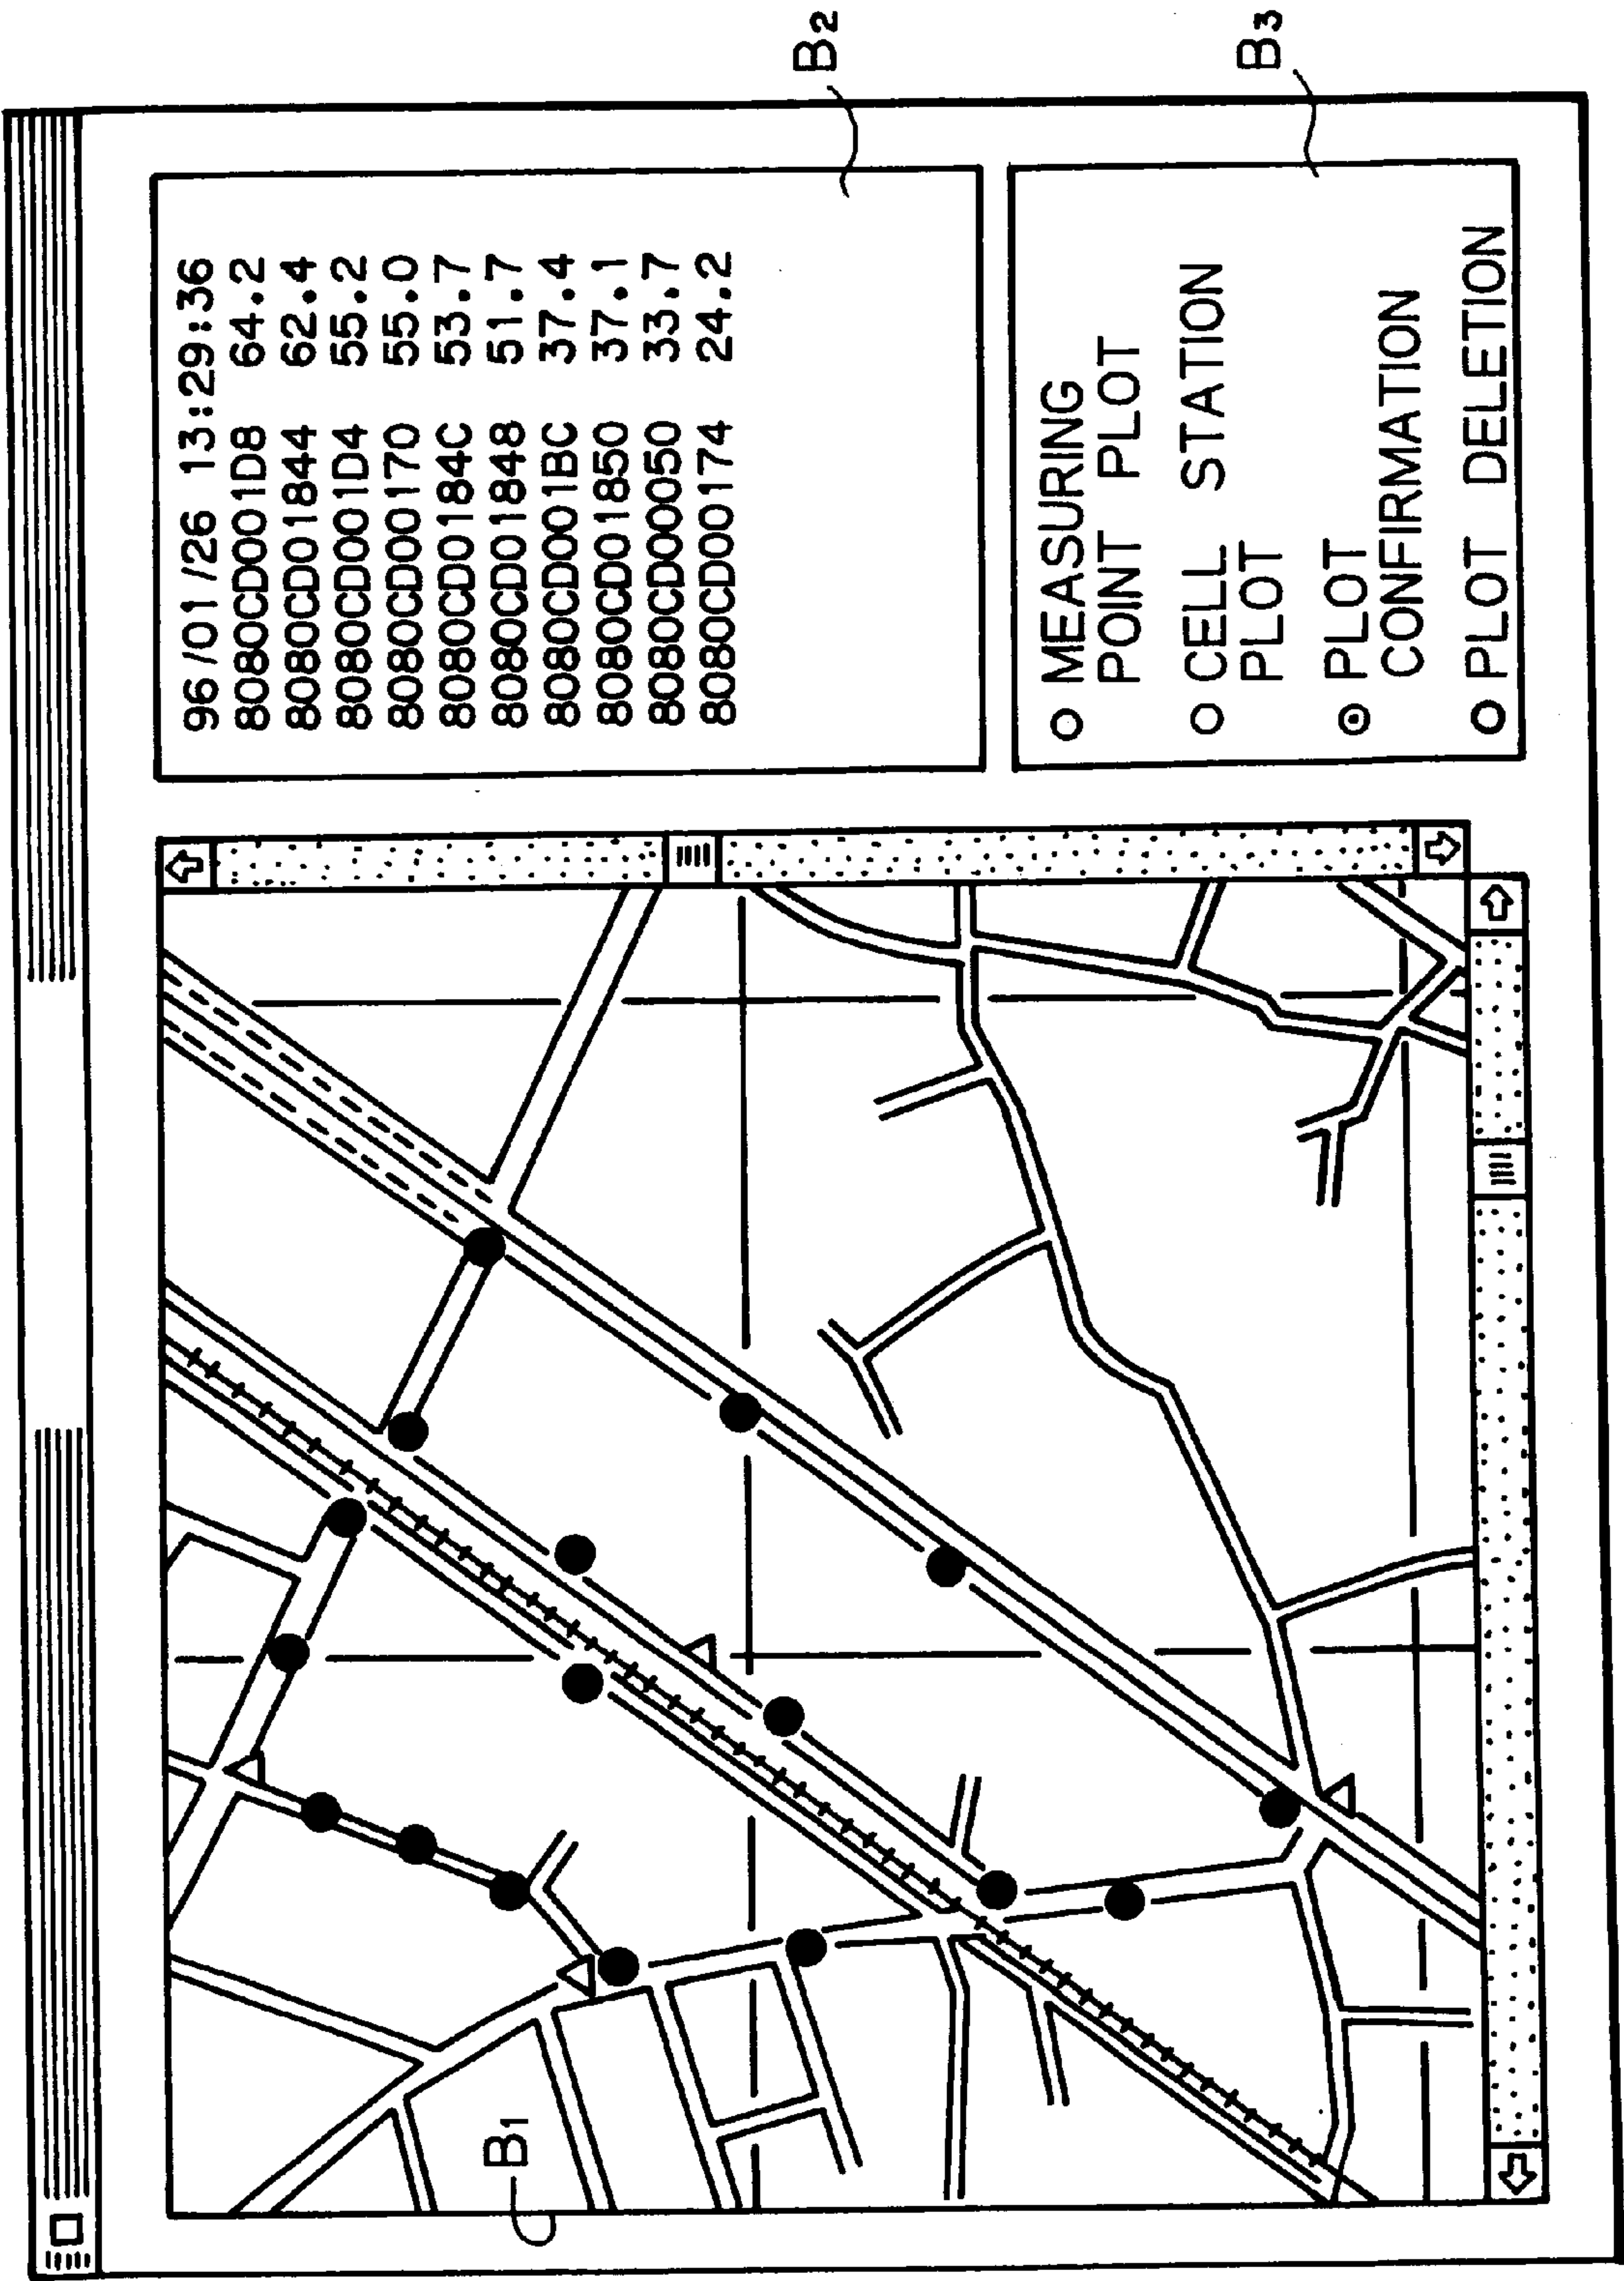 96/01/26 13:29:36
8080CD001D8 64.2
8080CD01844 62.4
8080CD001D4 55.2
8080CD00170 55.0
8080CD0184C 53.7
8080CD01848 51.7
8080CD001BC 37.4
8080CD01850 37.1
8080CD00050 33.7
8080CD00174 24.2
B2
MEASURING
POINT PLOT
CELL STATION
PLOT
PLOT
CONFIRMATION
PLOT DELETION
B3
B1